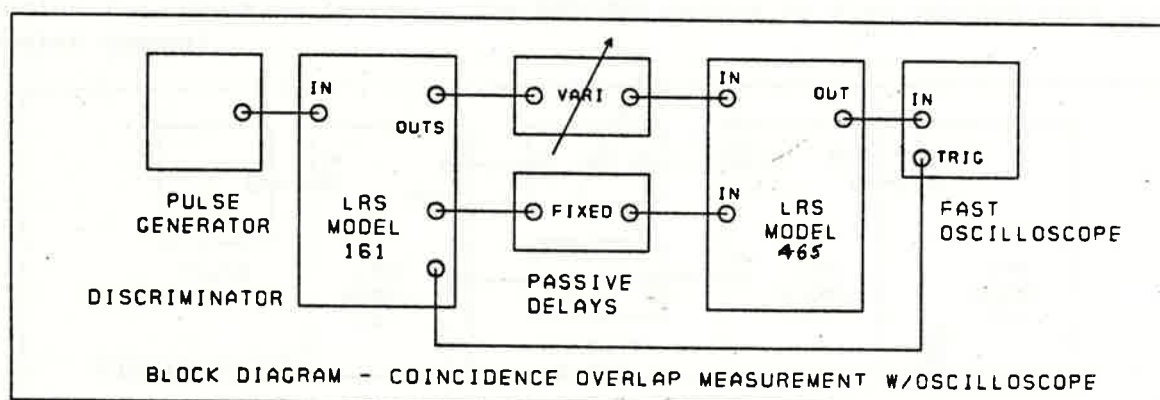 PULSE
GENERATOR
IN
OUTS
LRS
MODEL
161
DISCRIMINATOR
VARI
FIXED
PASSIVE
DELAYS
IN
IN
OUT
LRS
MODEL
465
IN
TRIG
FAST
OSCILLOSCOPE
BLOCK DIAGRAM - COINCIDENCE OVERLAP MEASUREMENT W/OSCILLOSCOPE